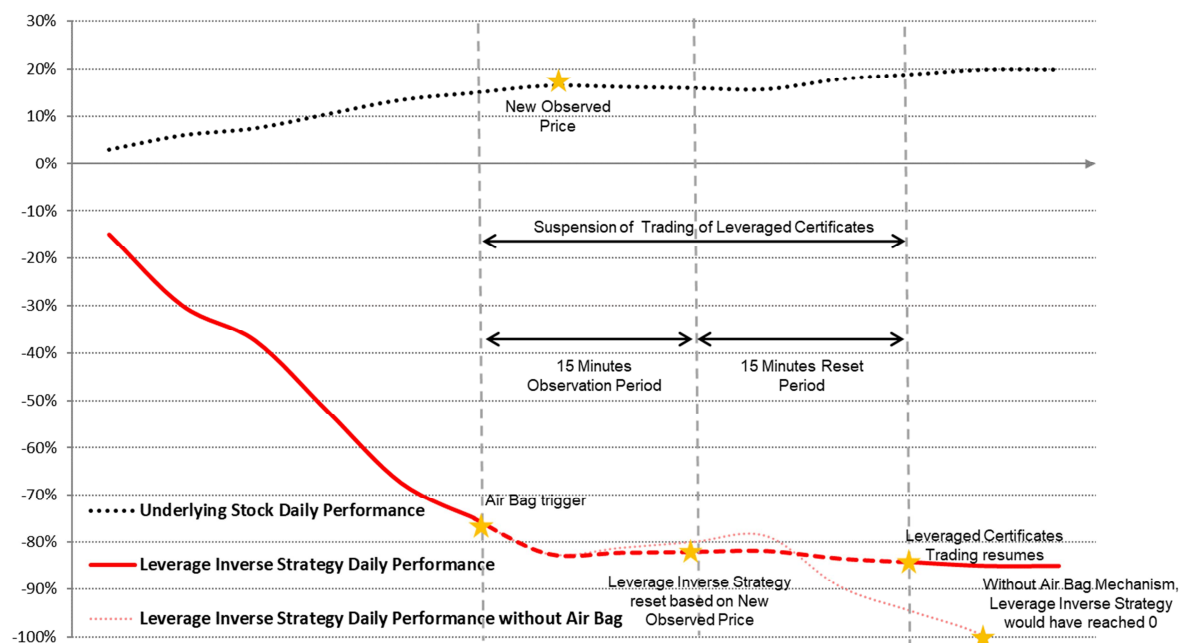 30%
20%
10%
0%
-10%
-20%
-30%
-40%
-50%
-60%
-70%
-80%
-90%
-100%
New Observed
Price
Suspension of Trading of Leveraged Certificates
15 Minutes
Observation Period
15 Minutes Reset
Period
Air Bag trigger
Underlying Stock Daily Performance
Leverage Inverse Strategy Daily Performance
Leverage Inverse Strategy Daily Performance without Air Bag
Leverage Inverse Strategy
reset based on New
Observed Price
Leveraged Certificates
Trading resumes
Without Air Bag Mechanism,
Leverage Inverse Strategy
would have reached 0